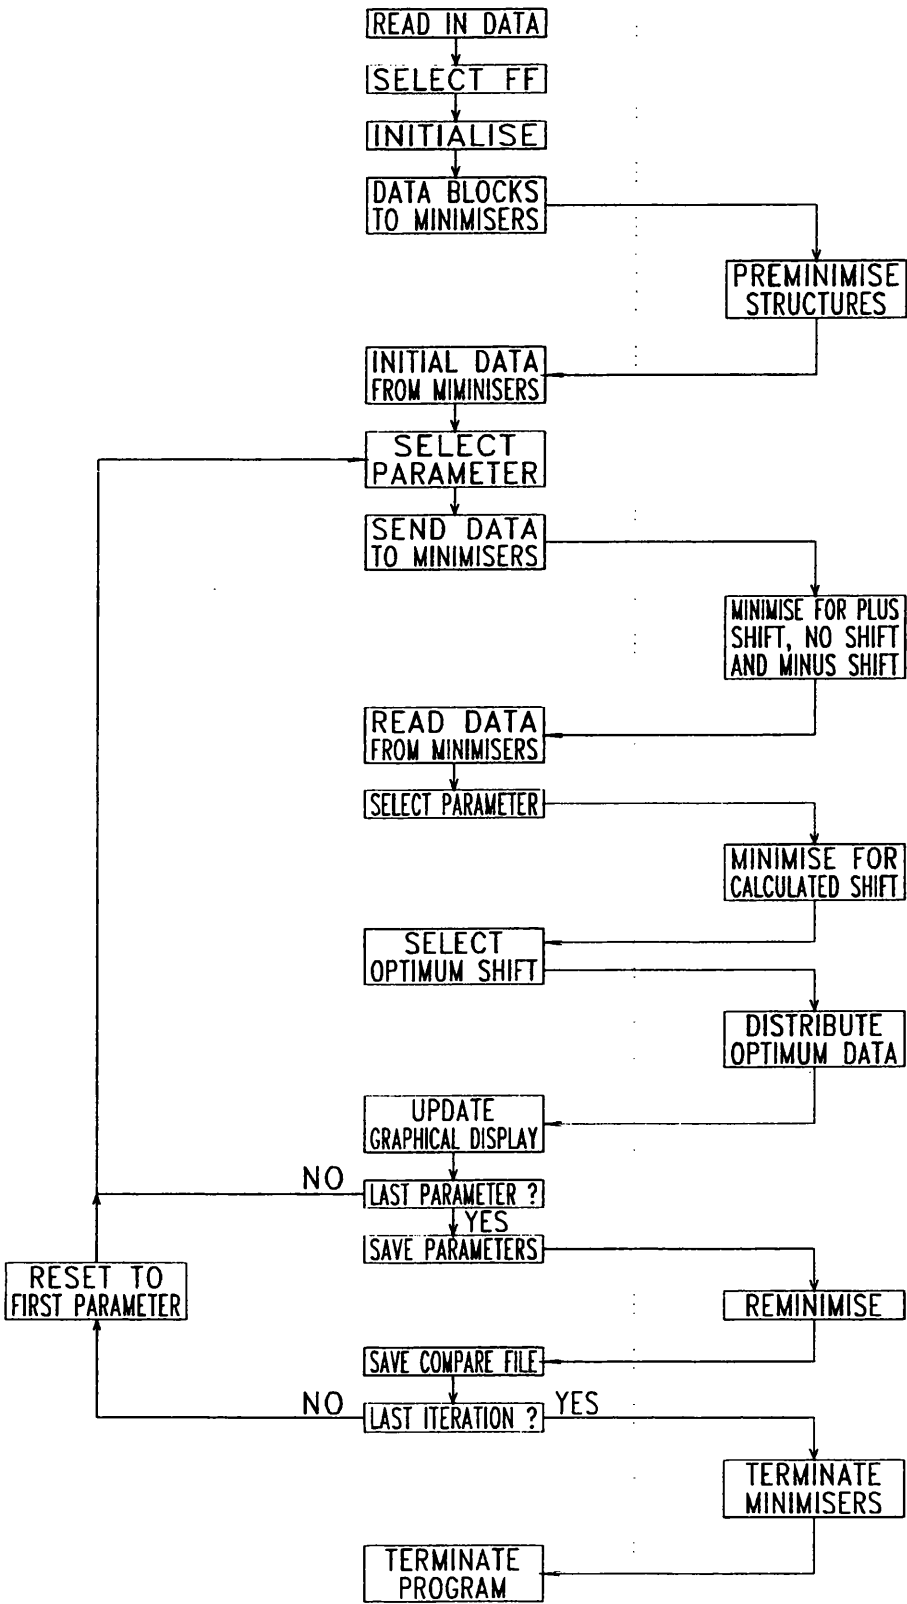 READ IN DATA
SELECT FF
INITIALISE
DATA BLOCKS
TO MINIMISERS
PREMINIMISE
STRUCTURES
INITIAL DATA
FROM MIMINISERS
SELECT
PARAMETER
SEND DATA
TO MINIMISERS
MINIMISE FOR PLUS
SHIFT, NO SHIFT
AND MINUS SHIFT
READ DATA
FROM MINIMISERS
SELECT PARAMETER
MINIMISE FOR
CALCULATED SHIFT
SELECT
OPTIMUM SHIFT
DISTRIBUTE
OPTIMUM DATA
UPDATE
GRAPHICAL DISPLAY
NO
LAST PARAMETER ?
YES
SAVE PARAMETERS
RESET TO
FIRST PARAMETER
REMINIMISE
SAVE COMPARE FILE
NO
LAST ITERATION ?
YES
TERMINATE
MINIMISERS
TERMINATE
PROGRAM